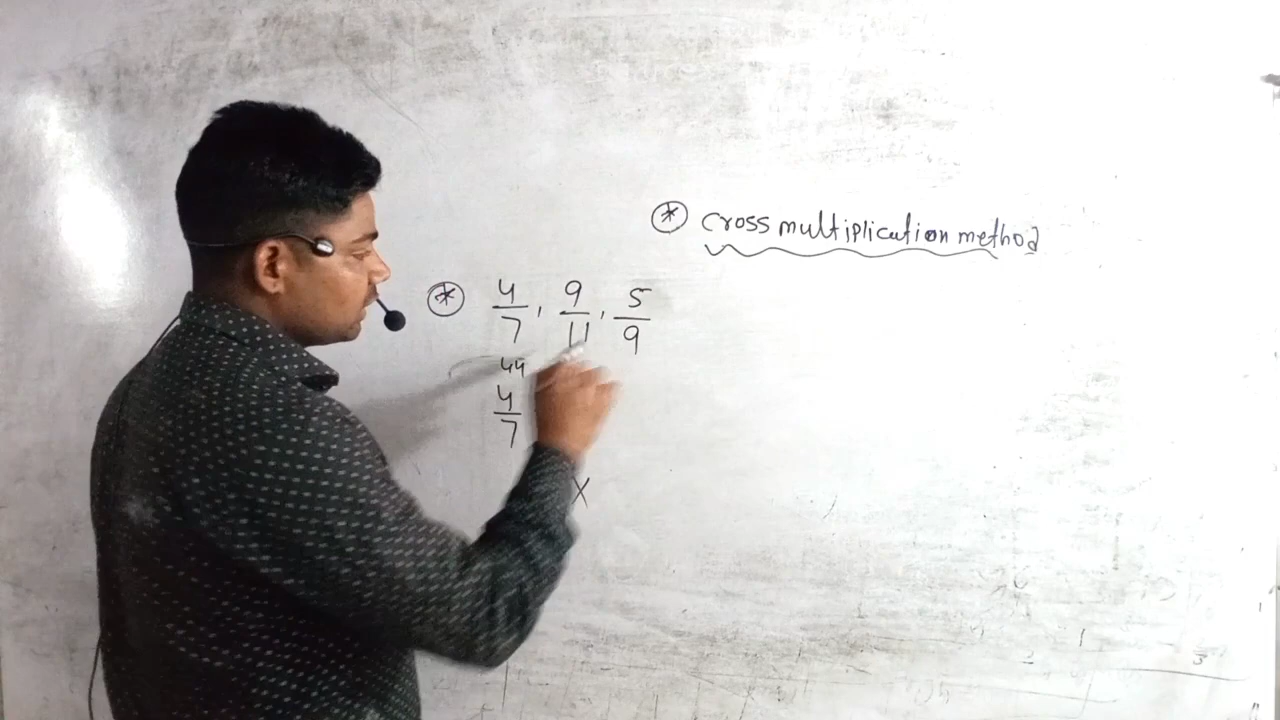 * cross multiplication method
* 4/7, 9/11, 5/9
44
4/7
X